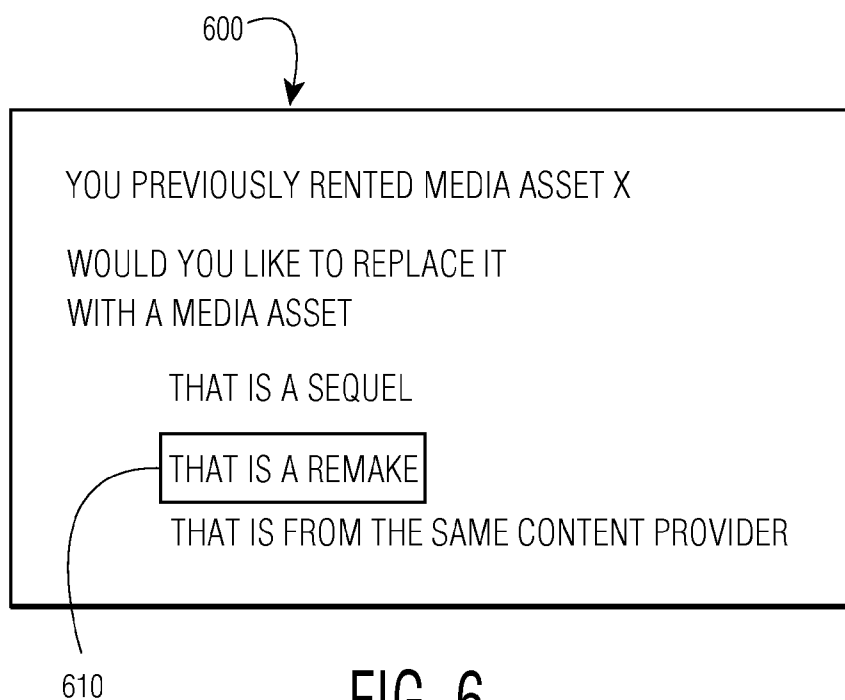 600
YOU PREVIOUSLY RENTED MEDIA ASSET X
WOULD YOU LIKE TO REPLACE IT
WITH A MEDIA ASSET
THAT IS A SEQUEL
THAT IS A REMAKE
THAT IS FROM THE SAME CONTENT PROVIDER
610
FIG. 6